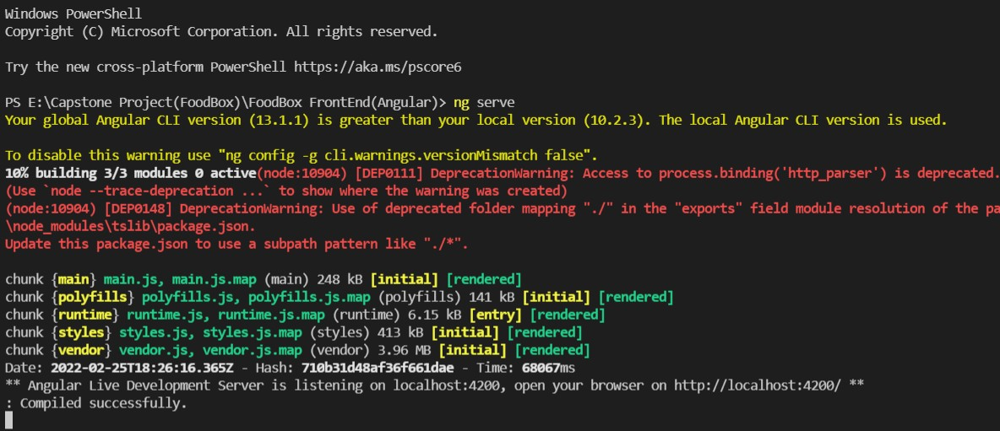 Windows PowerShell
Copyright (C) Microsoft Corporation. All rights reserved.
Try the new cross-platform PowerShell https://aka.ms/pscore6
PS E:\Capstone Project(FoodBox)\FoodBox FrontEnd(Angular)> ng serve
Your global Angular CLI version (13.1.1) is greater than your local version (10.2.3). The local Angular CLI version is used.
To disable this warning use "ng config -g cli.warnings.versionMismatch false".
10% building 3/3 modules 0 active(node:10904) [DEP0111] DeprecationWarning: Access to process.binding('http_parser') is deprecated.
(Use `node --trace-deprecation ...` to show where the warning was created)
(node:10904) [DEP0148] DeprecationWarning: Use of deprecated folder mapping "./" in the "exports" field module resolution of the pa
\node_modules\tslib\package.json.
Update this package.json to use a subpath pattern like "./*".
chunk {main} main.js, main.js.map (main) 248 kB [initial] [rendered]
chunk {polyfills} polyfills.js, polyfills.js.map (polyfills) 141 kB [initial] [rendered]
chunk {runtime} runtime.js, runtime.js.map (runtime) 6.15 kB [entry] [rendered]
chunk {styles} styles.js, styles.js.map (styles) 413 kB [initial] [rendered]
chunk {vendor} vendor.js, vendor.js.map (vendor) 3.96 MB [initial] [rendered]
Date: 2022-02-25T18:26:16.365Z - Hash: 710b31d48af36f661dae - Time: 68067ms
** Angular Live Development Server is listening on localhost:4200, open your browser on http://localhost:4200/ **
: Compiled successfully.